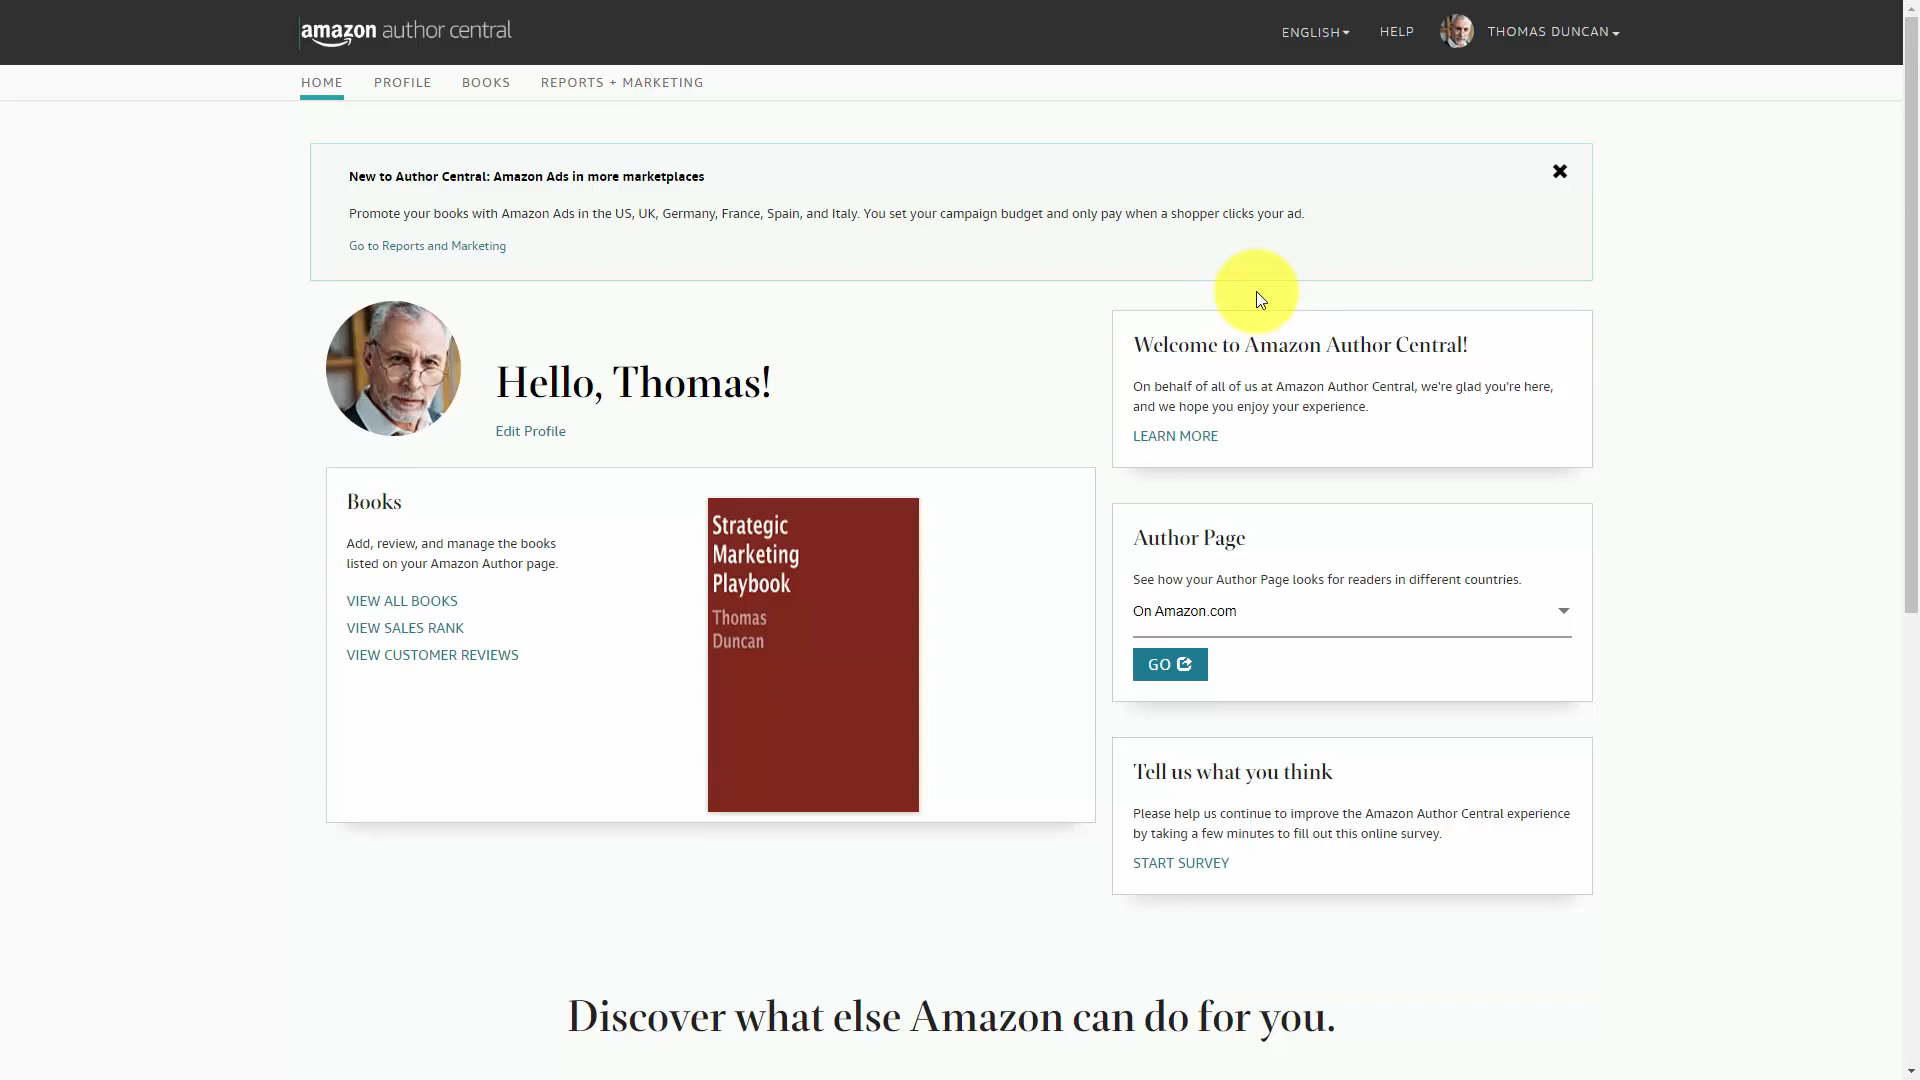 amazon author central
ENGLISH
HELP
THOMAS DUNCAN
HOME
PROFILE
BOOKS
REPORTS + MARKETING
New to Author Central: Amazon Ads in more marketplaces
Promote your books with Amazon Ads in the US, UK, Germany, France, Spain, and Italy. You set your campaign budget and only pay when a shopper clicks your ad.
Go to Reports and Marketing
Hello, Thomas!
Edit Profile
Books
Add, review, and manage the books
listed on your Amazon Author page.
VIEW ALL BOOKS
VIEW SALES RANK
VIEW CUSTOMER REVIEWS
Strategic
Marketing
Playbook
Thomas
Duncan
Welcome to Amazon Author Central!
On behalf of all of us at Amazon Author Central, we're glad you're here,
and we hope you enjoy your experience.
LEARN MORE
Author Page
See how your Author Page looks for readers in different countries.
On Amazon.com
GO
Tell us what you think
Please help us continue to improve the Amazon Author Central experience
by taking a few minutes to fill out this online survey.
START SURVEY
Discover what else Amazon can do for you.